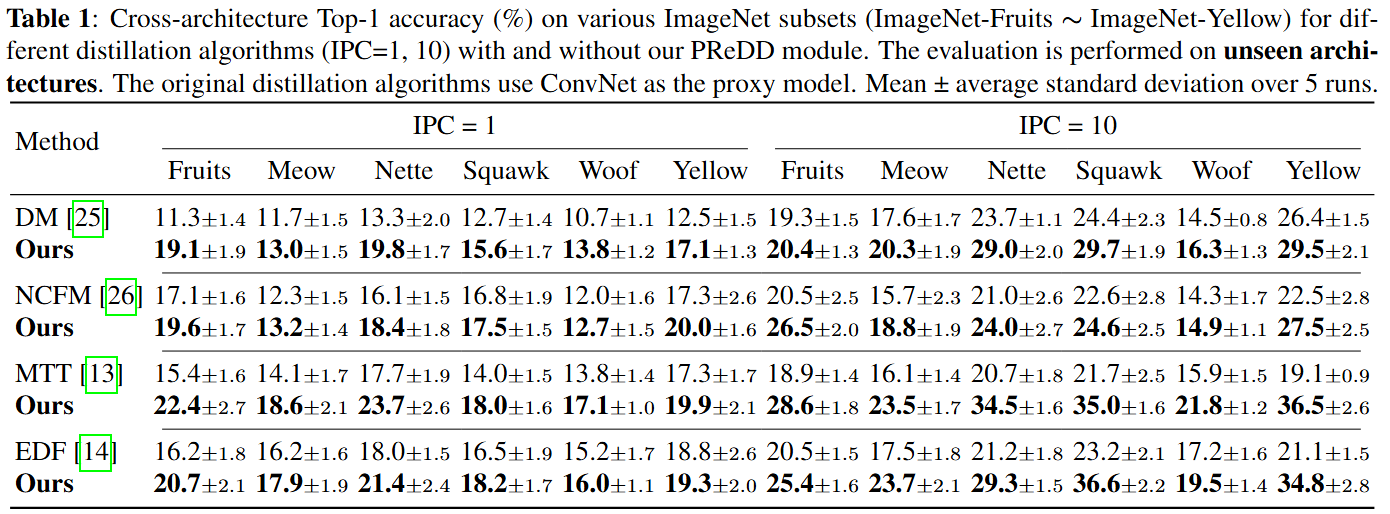 Table 1: Cross-architecture Top-1 accuracy (%) on various ImageNet subsets (ImageNet-Fruits ∼ ImageNet-Yellow) for dif-
ferent distillation algorithms (IPC=1, 10) with and without our PReDD module. The evaluation is performed on unseen archi-
tectures. The original distillation algorithms use ConvNet as the proxy model. Mean ± average standard deviation over 5 runs.
Method IPC = 1 IPC = 10
Fruits Meow Nette Squawk Woof Yellow Fruits Meow Nette Squawk Woof Yellow
DM [25] 11.3±1.4 11.7±1.5 13.3±2.0 12.7±1.4 10.7±1.1 12.5±1.5 19.3±1.5 17.6±1.7 23.7±1.1 24.4±2.3 14.5±0.8 26.4±1.5
Ours 19.1±1.9 13.0±1.5 19.8±1.7 15.6±1.7 13.8±1.2 17.1±1.3 20.4±1.3 20.3±1.9 29.0±2.0 29.7±1.9 16.3±1.3 29.5±2.1
NCFM [26] 17.1±1.6 12.3±1.5 16.1±1.5 16.8±1.9 12.0±1.6 17.3±2.6 20.5±2.5 15.7±2.3 21.0±2.6 22.6±2.8 14.3±1.7 22.5±2.8
Ours 19.6±1.7 13.2±1.4 18.4±1.8 17.5±1.5 12.7±1.5 20.0±1.6 26.5±2.0 18.8±1.9 24.0±2.7 24.6±2.5 14.9±1.1 27.5±2.5
MTT [13] 15.4±1.6 14.1±1.7 17.7±1.9 14.0±1.5 13.8±1.4 17.3±1.7 18.9±1.4 16.1±1.4 20.7±1.8 21.7±2.5 15.9±1.5 19.1±0.9
Ours 22.4±2.7 18.6±2.1 23.7±2.6 18.0±1.6 17.1±1.0 19.9±2.1 28.6±1.8 23.5±1.7 34.5±1.6 35.0±1.6 21.8±1.2 36.5±2.6
EDF [14] 16.2±1.8 16.2±1.6 18.0±1.5 16.5±1.9 15.2±1.7 18.8±2.6 20.5±1.5 17.5±1.8 21.2±1.8 23.2±2.1 17.2±1.6 21.1±1.5
Ours 20.7±2.1 17.9±1.9 21.4±2.4 18.2±1.7 16.0±1.1 19.3±2.0 25.4±1.6 23.7±2.1 29.3±1.5 36.6±2.2 19.5±1.4 34.8±2.8